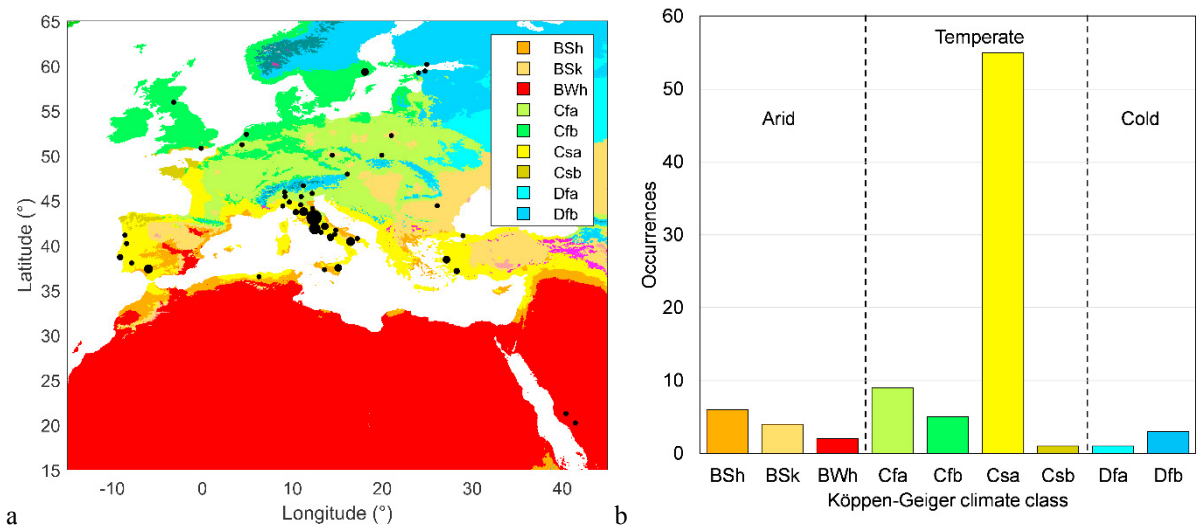 65
60
55
50
45
40
35
30
25
20
15
Latitude (°)
-10 0 10 20 30 40
Longitude (°)
BSh
BSk
BWh
Cfa
Cfb
Csa
Csb
Dfa
Dfb
a
60
50
40
30
20
10
0
Occurrences
Temperate
Arid
Cold
BSh BSk BWh Cfa Cfb Csa Csb Dfa Dfb
Köppen-Geiger climate class
b